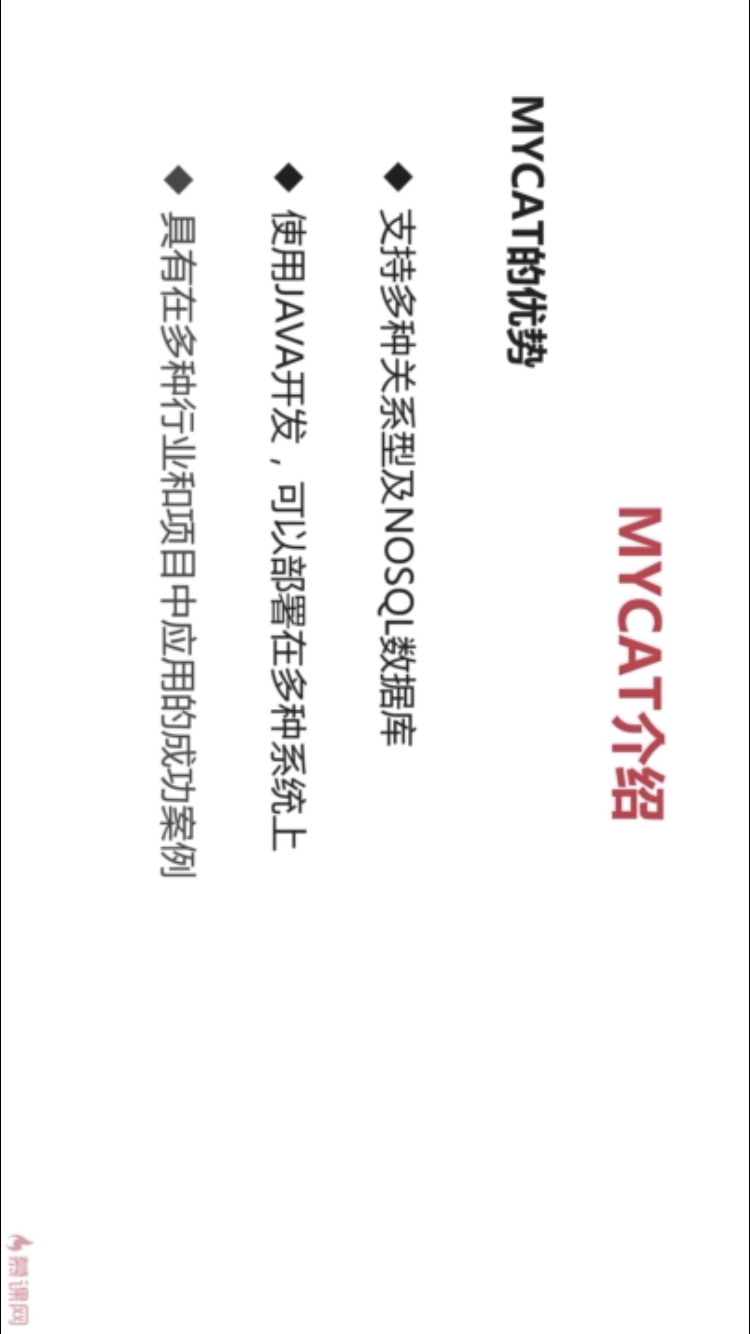 MYCAT介绍
MYCAT的优势
◆ 支持多种关系型及NOSQL数据库
◆ 使用JAVA开发，可以部署在多种系统上
◆ 具有在多种行业和项目中应用的成功案例
慕课网